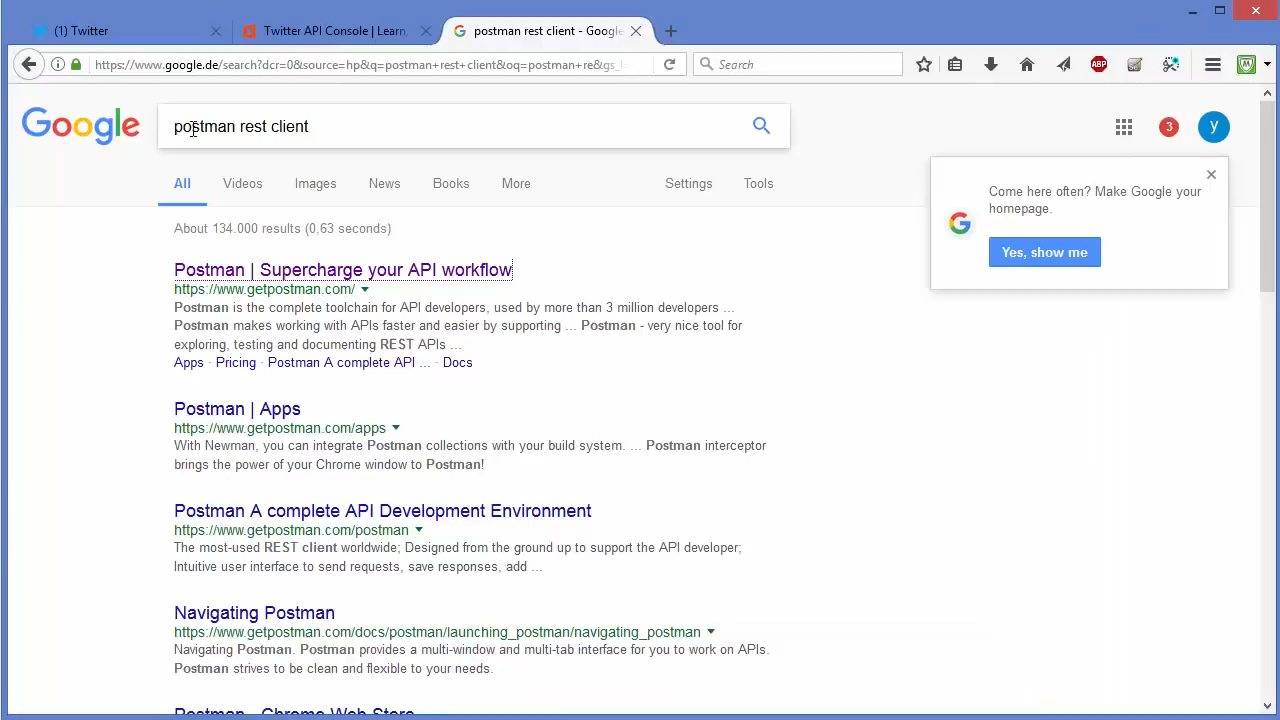 (1) Twitter
Twitter API Console | Learn,
postman rest client - Google
https://www.google.de/search?dcr=0&source=hp&q=postman+rest+client&oq=postman+re&gs_l
Search
ABP
Google
postman rest client
3
y
All
Videos
Images
News
Books
More
Settings
Tools
Come here often? Make Google your
homepage.
Yes, show me
About 134.000 results (0,63 seconds)
Postman | Supercharge your API workflow
https://www.getpostman.com/
Postman is the complete toolchain for API developers, used by more than 3 million developers ...
Postman makes working with APIs faster and easier by supporting ... Postman - very nice tool for
exploring, testing and documenting REST APIs ...
Apps · Pricing · Postman A complete API ... · Docs
Postman | Apps
https://www.getpostman.com/apps
With Newman, you can integrate Postman collections with your build system. ... Postman interceptor
brings the power of your Chrome window to Postman!
Postman A complete API Development Environment
https://www.getpostman.com/postman
The most-used REST client worldwide; Designed from the ground up to support the API developer;
Intuitive user interface to send requests, save responses, add ...
Navigating Postman
https://www.getpostman.com/docs/postman/launching_postman/navigating_postman
Navigating Postman. Postman provides a multi-window and multi-tab interface for you to work on APIs.
Postman strives to be clean and flexible to your needs.
Postman - Chrome Web Store